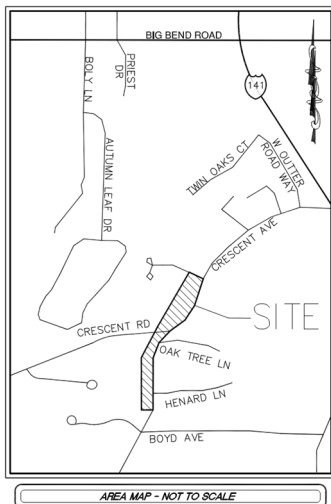 BIG BEND ROAD
PRIEST
DR
BOLY LN
141
TWIN OAKS CT
W OUTTER
ROAD WAY
AUTUMN LEAF DR
CRESCENT AVE
SITE
CRESCENT RD
OAK TREE LN
HENARD LN
BOYD AVE
AREA MAP - NOT TO SCALE